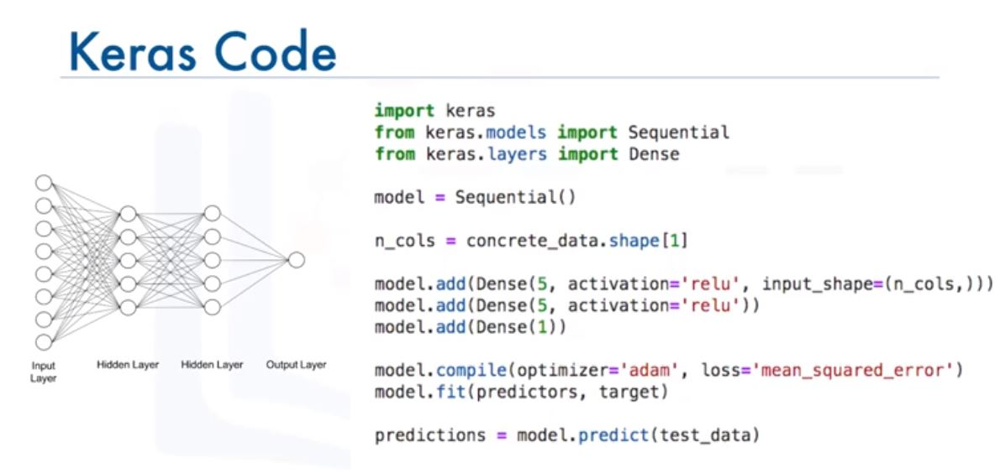 Keras Code
import keras
from keras.models import Sequential
from keras.layers import Dense
model = Sequential()
n_cols = concrete_data.shape[1]
model.add(Dense(5, activation='relu', input_shape=(n_cols,)))
model.add(Dense(5, activation='relu'))
model.add(Dense(1))
model.compile(optimizer='adam', loss='mean_squared_error')
model.fit(predictors, target)
predictions = model.predict(test_data)
Input
Layer
Hidden Layer
Hidden Layer
Output Layer